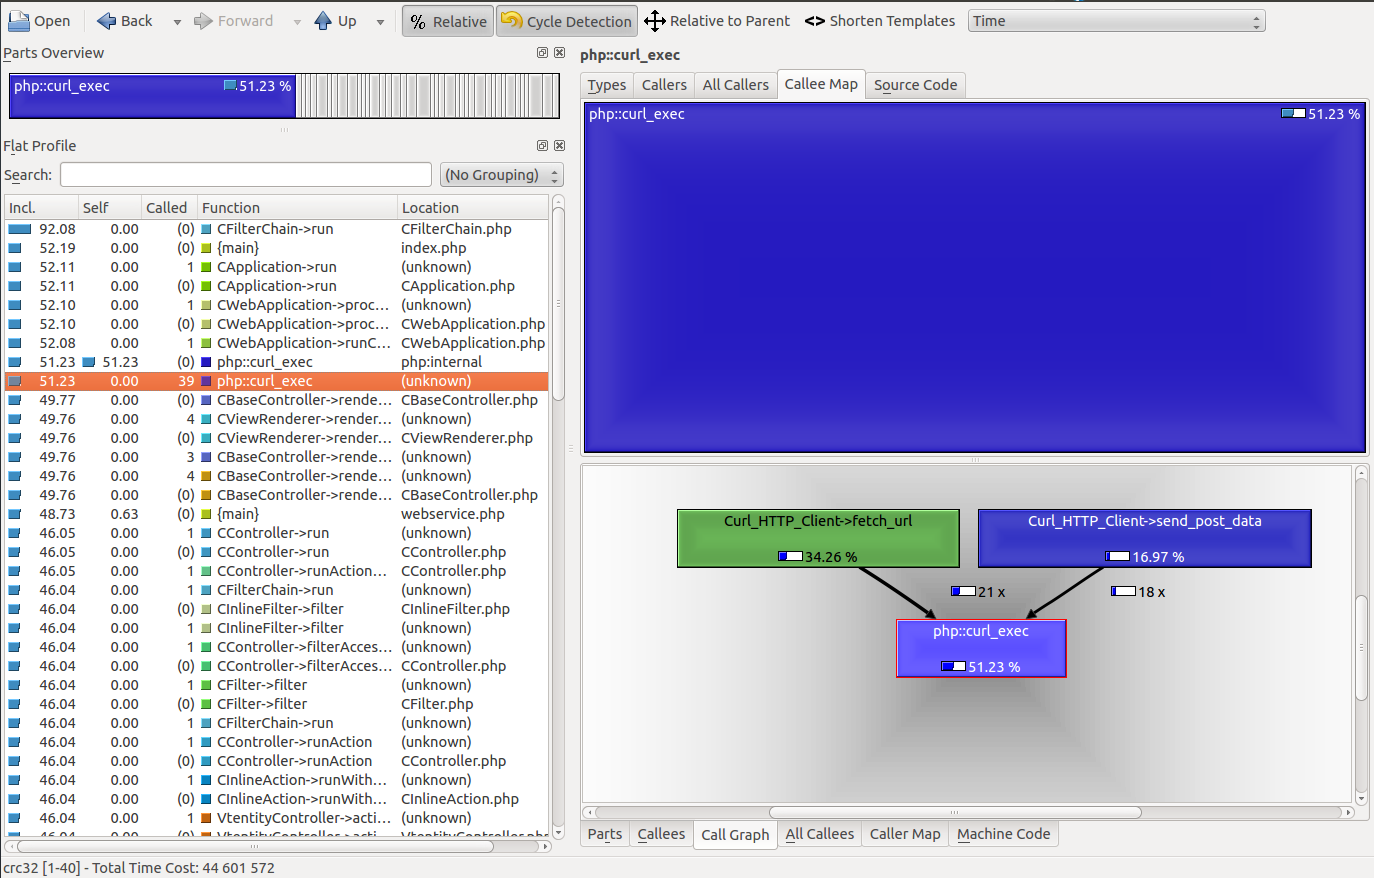 Open Back Forward Up % Relative Cycle Detection Relative to Parent <> Shorten Templates Time
Parts Overview
php::curl_exec 51.23 %
Flat Profile
Search: (No Grouping)
Incl. Self Called Function Location
92.08 0.00 (0) CFilterChain->run CFilterChain.php
52.19 0.00 (0) {main} index.php
52.11 0.00 1 CApplication->run (unknown)
52.11 0.00 (0) CApplication->run CApplication.php
52.10 0.00 1 CWebApplication->proc... (unknown)
52.10 0.00 (0) CWebApplication->proc... CWebApplication.php
52.08 0.00 1 CWebApplication->runC... CWebApplication.php
51.23 51.23 (0) php::curl_exec php:internal
51.23 0.00 39 php::curl_exec (unknown)
49.77 0.00 (0) CBaseController->rende... CBaseController.php
49.76 0.00 4 CViewRenderer->render... (unknown)
49.76 0.00 (0) CViewRenderer->render... CViewRenderer.php
49.76 0.00 3 CBaseController->rende... (unknown)
49.76 0.00 4 CBaseController->rende... (unknown)
49.76 0.00 (0) CBaseController->rende... CBaseController.php
48.73 0.63 (0) {main} webservice.php
46.05 0.00 1 CController->run (unknown)
46.05 0.00 (0) CController->run CController.php
46.05 0.00 1 CController->runAction... CController.php
46.04 0.00 1 CFilterChain->run (unknown)
46.04 0.00 (0) CInlineFilter->filter CInlineFilter.php
46.04 0.00 1 CInlineFilter->filter (unknown)
46.04 0.00 1 CController->filterAcces... (unknown)
46.04 0.00 (0) CController->filterAcces... CController.php
46.04 0.00 1 CFilter->filter (unknown)
46.04 0.00 (0) CFilter->filter CFilter.php
46.04 0.00 1 CFilterChain->run (unknown)
46.04 0.00 1 CController->runAction (unknown)
46.04 0.00 (0) CController->runAction CController.php
46.04 0.00 1 CInlineAction->runWith... (unknown)
46.04 0.00 (0) CInlineAction->runWith... CInlineAction.php
46.04 0.00 1 VtentityController->acti... (unknown)
46.04 0.00 (0) VtentityController->acti... VtentityController.php
crc32 [1-40] - Total Time Cost: 44 601 572
php::curl_exec
Types Callers All Callers Callee Map Source Code
php::curl_exec 51.23 %
Curl_HTTP_Client->fetch_url
34.26 %
Curl_HTTP_Client->send_post_data
16.97 %
21 x
18 x
php::curl_exec
51.23 %
Parts Callees Call Graph All Callees Caller Map Machine Code